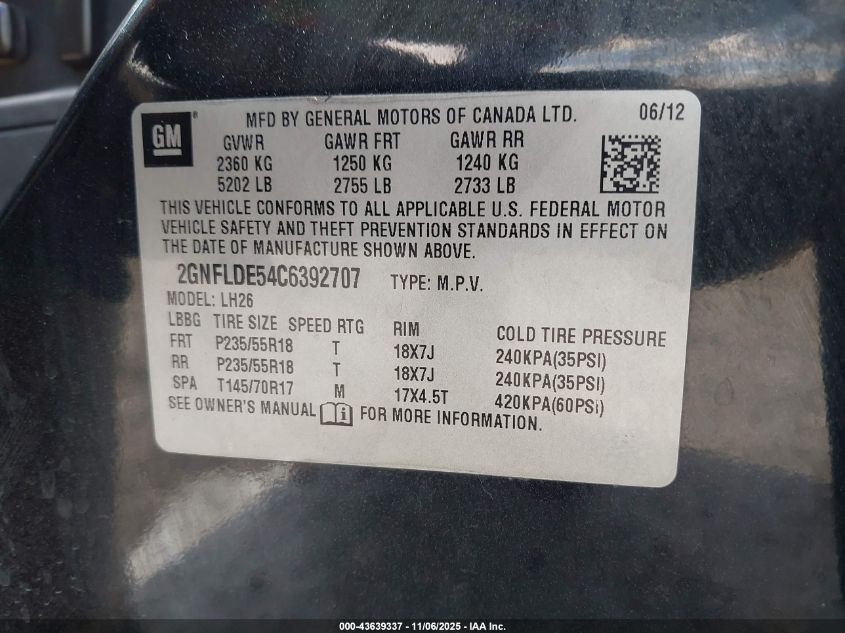 GM
MFD BY GENERAL MOTORS OF CANADA LTD. 06/12
GVWR GAWR FRT GAWR RR
2360 KG 1250 KG 1240 KG
5202 LB 2755 LB 2733 LB
THIS VEHICLE CONFORMS TO ALL APPLICABLE U.S. FEDERAL MOTOR
VEHICLE SAFETY AND THEFT PREVENTION STANDARDS IN EFFECT ON
THE DATE OF MANUFACTURE SHOWN ABOVE.
2GNFLDE54C6392707 TYPE: M.P.V.
MODEL: LH26
LBBG TIRE SIZE SPEED RTG RIM COLD TIRE PRESSURE
FRT P235/55R18 T 18X7J 240KPA(35PSI)
RR P235/55R18 T 18X7J 240KPA(35PSI)
SPA T145/70R17 M 17X4.5T 420KPA(60PSi)
SEE OWNER'S MANUAL FOR MORE INFORMATION.
000-43639337 - 11/06/2025 - IAA Inc.